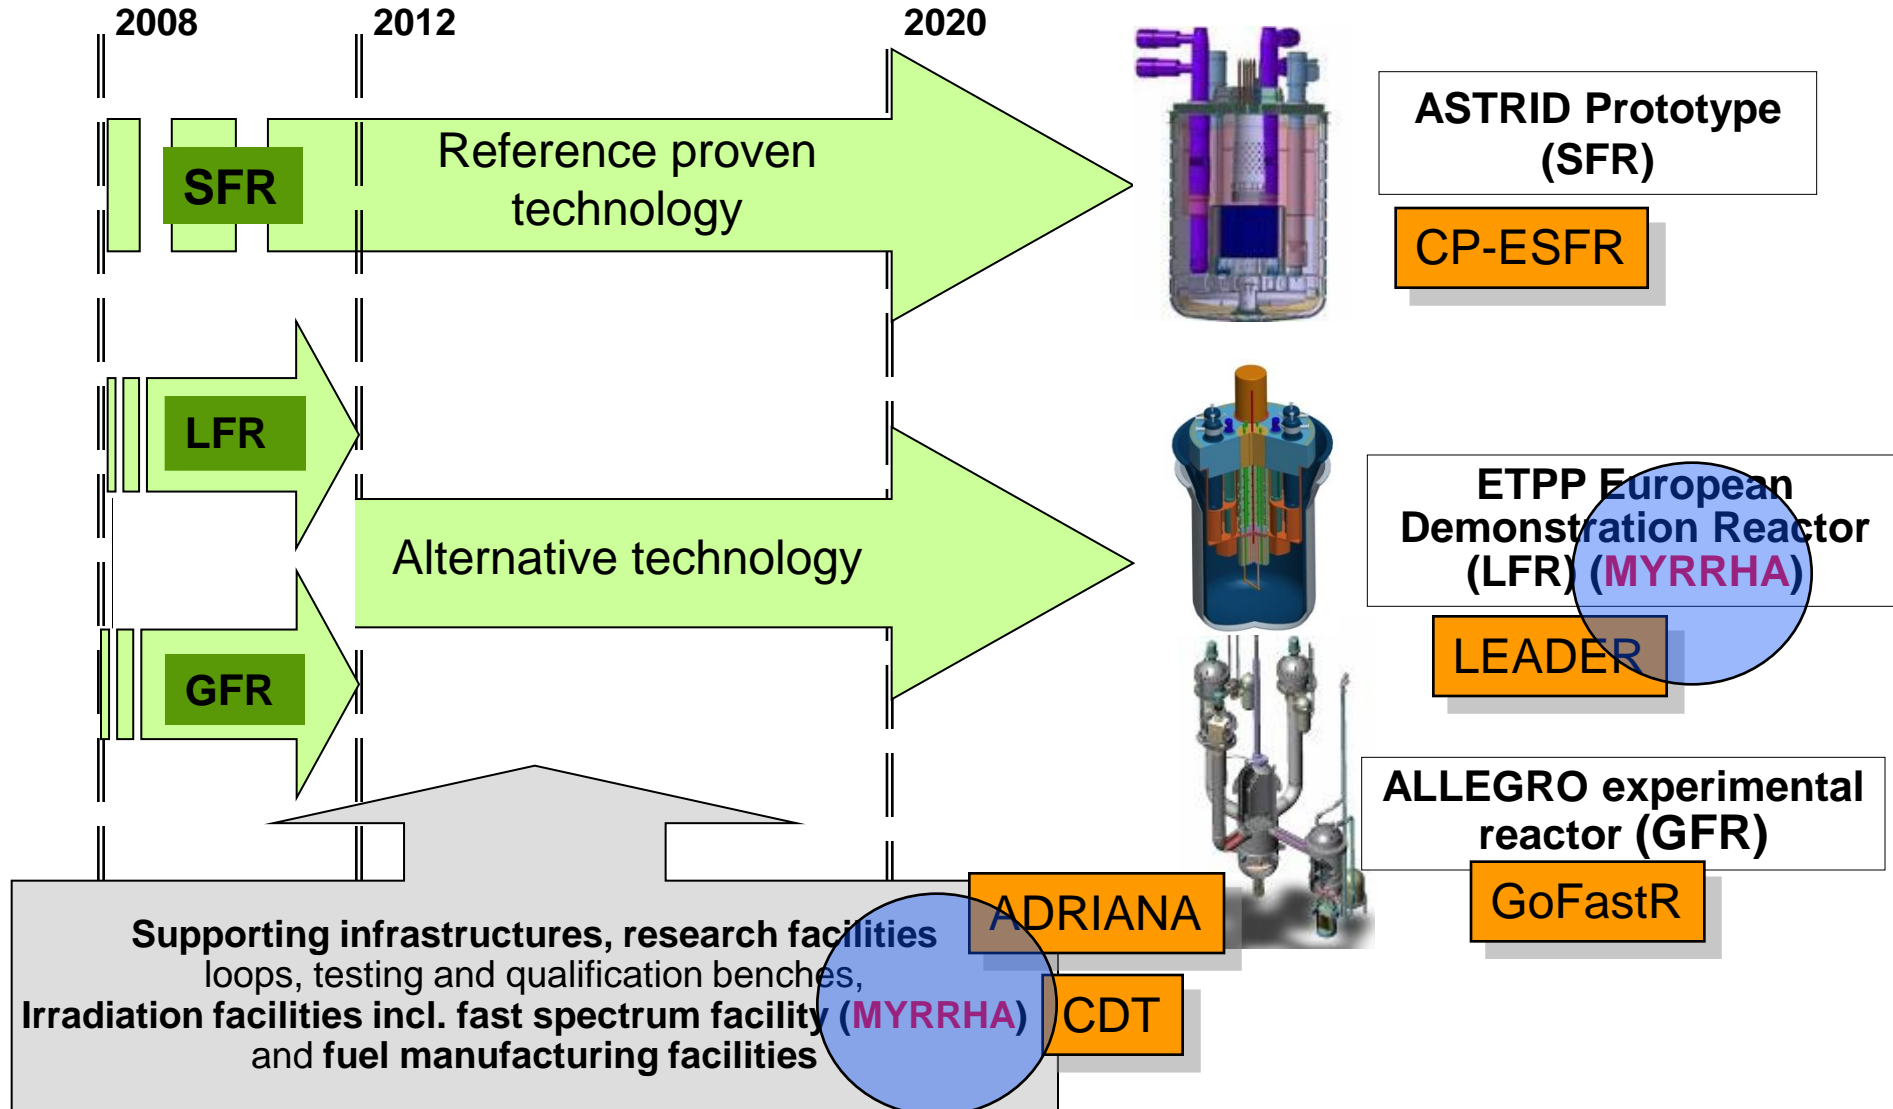 2008
2012
2020
SFR
Reference proven
technology
ASTRID Prototype
(SFR)
CP-ESFR
LFR
Alternative technology
ETPP European
Demonstration Reactor
(LFR) (MYRRHA)
LEADER
GFR
ALLEGRO experimental
reactor (GFR)
GoFastR
ADRIANA
CDT
Supporting infrastructures, research facilities
loops, testing and qualification benches,
Irradiation facilities incl. fast spectrum facility (MYRRHA)
and fuel manufacturing facilities